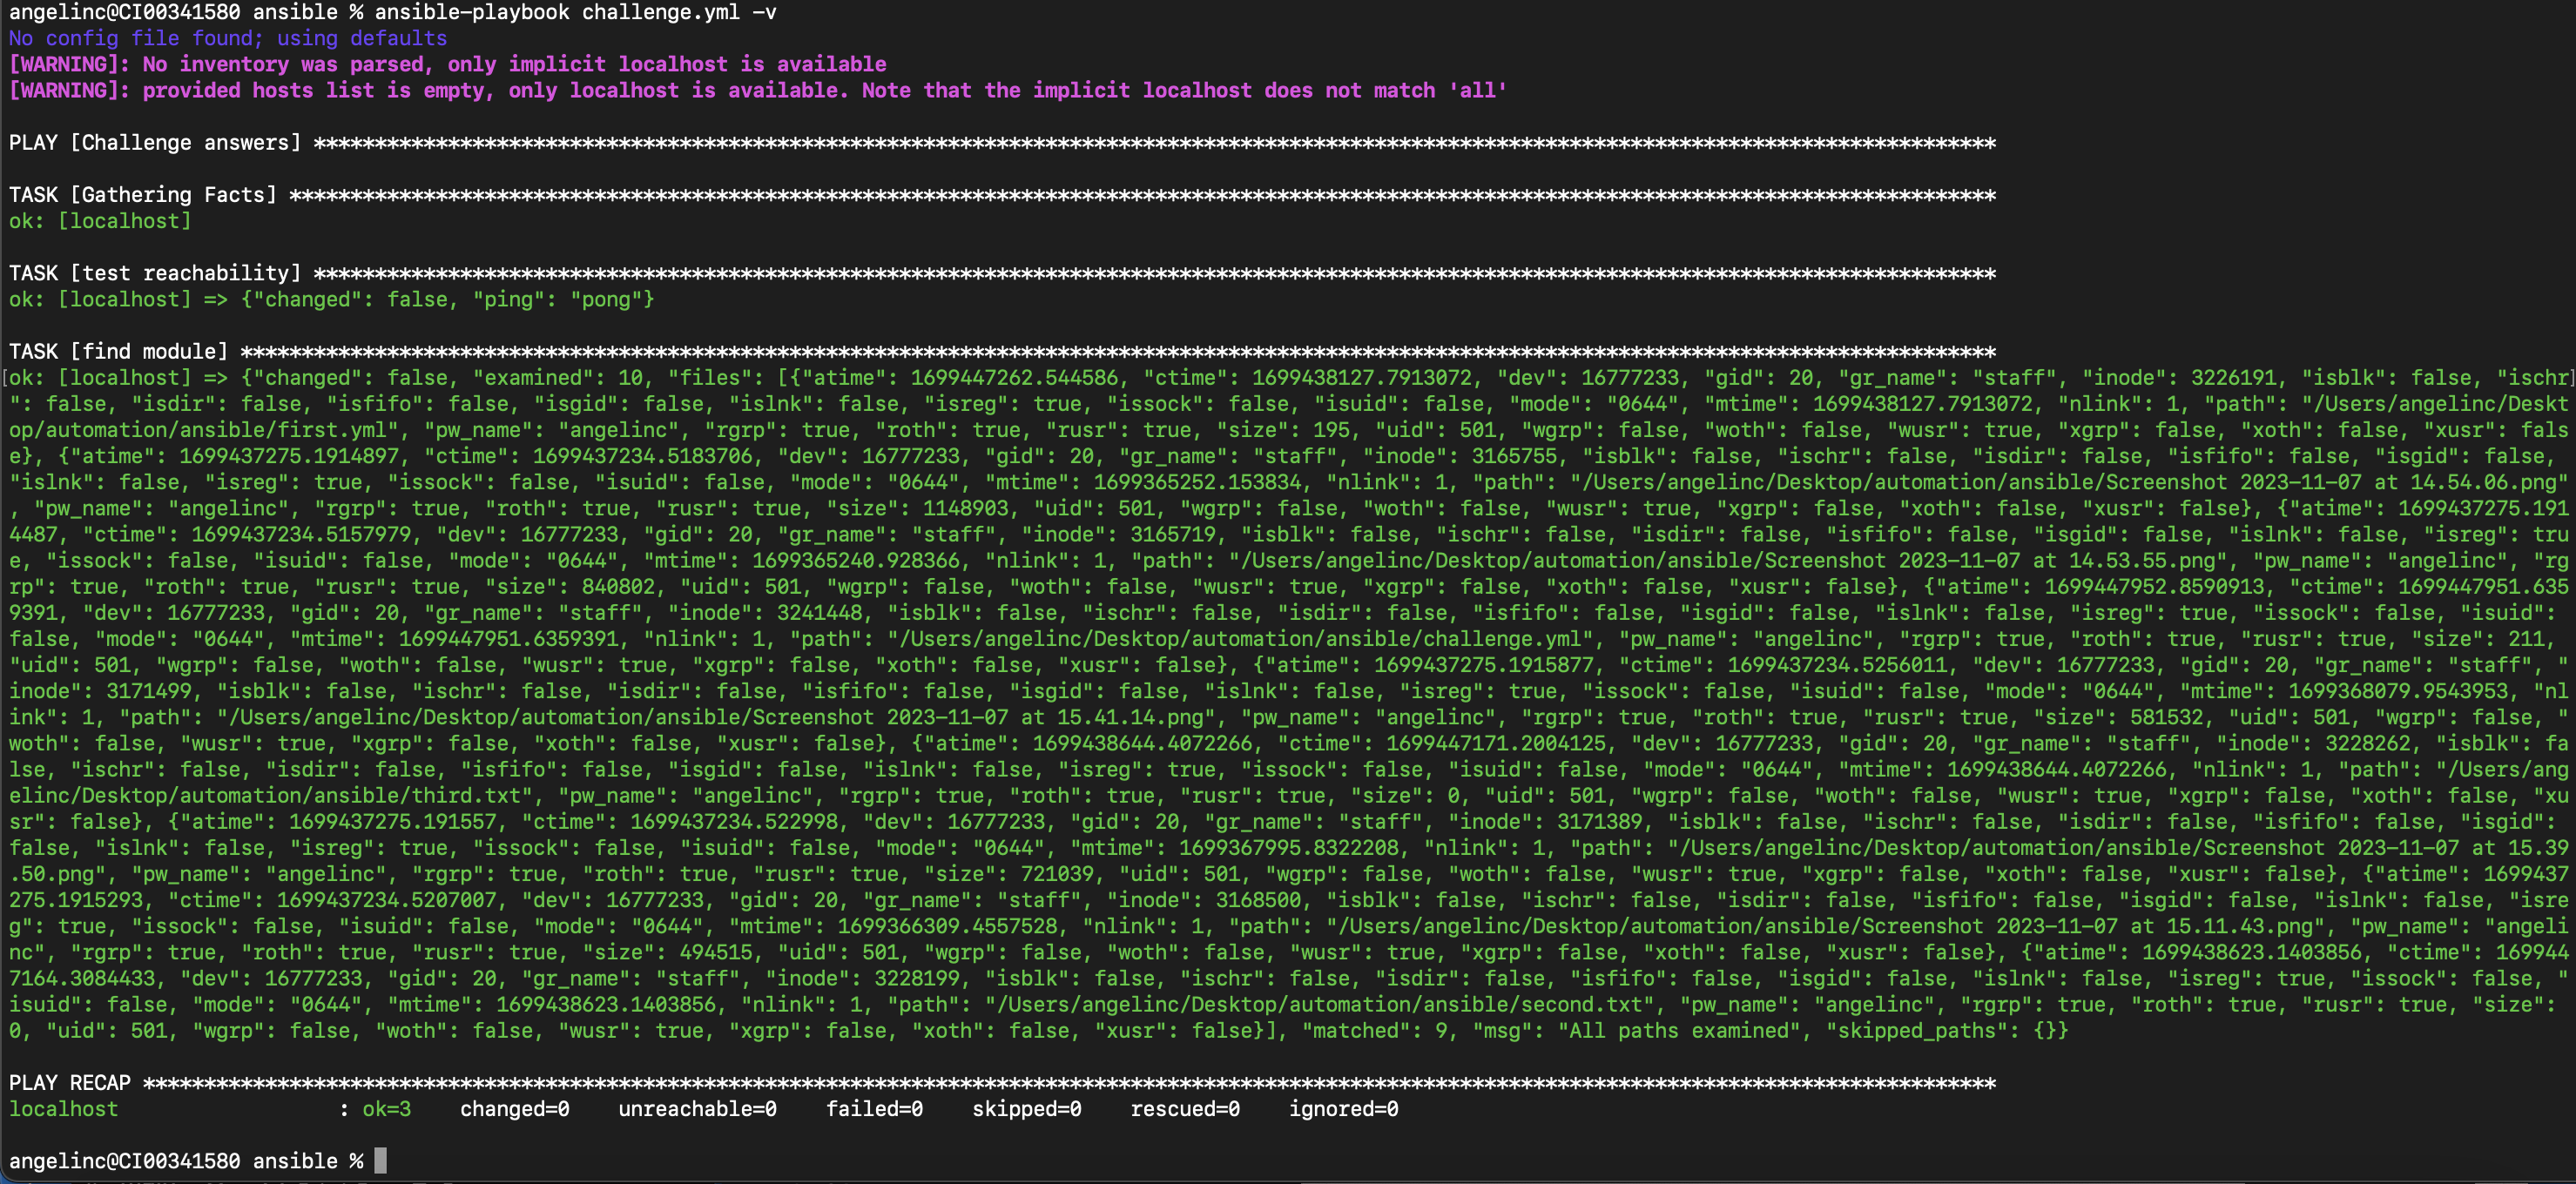 angelinc@CI00341580 ansible % ansible-playbook challenge.yml -v
No config file found; using defaults
[WARNING]: No inventory was parsed, only implicit localhost is available
[WARNING]: provided hosts list is empty, only localhost is available. Note that the implicit localhost does not match 'all'
PLAY [Challenge answers] ******************************************************************************************************************************************
TASK [Gathering Facts] ********************************************************************************************************************************************
ok: [localhost]
TASK [test reachability] ******************************************************************************************************************************************
ok: [localhost] => {"changed": false, "ping": "pong"}
TASK [find module] ************************************************************************************************************************************************
[ok: [localhost] => {"changed": false, "examined": 10, "files": [{"atime": 1699447262.544586, "ctime": 1699438127.7913072, "dev": 16777233, "gid": 20, "gr_name": "staff", "inode": 3226191, "isblk": false, "ischr]
": false, "isdir": false, "isfifo": false, "isgid": false, "islnk": false, "isreg": true, "issock": false, "isuid": false, "mode": "0644", "mtime": 1699438127.7913072, "nlink": 1, "path": "/Users/angelinc/Deskt
op/automation/ansible/first.yml", "pw_name": "angelinc", "rgrp": true, "roth": true, "rusr": true, "size": 195, "uid": 501, "wgrp": false, "woth": false, "wusr": true, "xgrp": false, "xoth": false, "xusr": fals
e}, {"atime": 1699437275.1914897, "ctime": 1699437234.5183706, "dev": 16777233, "gid": 20, "gr_name": "staff", "inode": 3165755, "isblk": false, "ischr": false, "isdir": false, "isfifo": false, "isgid": false,
"islnk": false, "isreg": true, "issock": false, "isuid": false, "mode": "0644", "mtime": 1699365252.153834, "nlink": 1, "path": "/Users/angelinc/Desktop/automation/ansible/Screenshot 2023-11-07 at 14.54.06.png"
, "pw_name": "angelinc", "rgrp": true, "roth": true, "rusr": true, "size": 1148903, "uid": 501, "wgrp": false, "woth": false, "wusr": true, "xgrp": false, "xoth": false, "xusr": false}, {"atime": 1699437275.191
4487, "ctime": 1699437234.5157979, "dev": 16777233, "gid": 20, "gr_name": "staff", "inode": 3165719, "isblk": false, "ischr": false, "isdir": false, "isfifo": false, "isgid": false, "islnk": false, "isreg": tru
e, "issock": false, "isuid": false, "mode": "0644", "mtime": 1699365240.928366, "nlink": 1, "path": "/Users/angelinc/Desktop/automation/ansible/Screenshot 2023-11-07 at 14.53.55.png", "pw_name": "angelinc", "rg
rp": true, "roth": true, "rusr": true, "size": 840802, "uid": 501, "wgrp": false, "woth": false, "wusr": true, "xgrp": false, "xoth": false, "xusr": false}, {"atime": 1699447952.8590913, "ctime": 1699447951.635
9391, "dev": 16777233, "gid": 20, "gr_name": "staff", "inode": 3241448, "isblk": false, "ischr": false, "isdir": false, "isfifo": false, "isgid": false, "islnk": false, "isreg": true, "issock": false, "isuid":
false, "mode": "0644", "mtime": 1699447951.6359391, "nlink": 1, "path": "/Users/angelinc/Desktop/automation/ansible/challenge.yml", "pw_name": "angelinc", "rgrp": true, "roth": true, "rusr": true, "size": 211,
"uid": 501, "wgrp": false, "woth": false, "wusr": true, "xgrp": false, "xoth": false, "xusr": false}, {"atime": 1699437275.1915877, "ctime": 1699437234.5256011, "dev": 16777233, "gid": 20, "gr_name": "staff", "
inode": 3171499, "isblk": false, "ischr": false, "isdir": false, "isfifo": false, "isgid": false, "islnk": false, "isreg": true, "issock": false, "isuid": false, "mode": "0644", "mtime": 1699368079.9543953, "nl
ink": 1, "path": "/Users/angelinc/Desktop/automation/ansible/Screenshot 2023-11-07 at 15.41.14.png", "pw_name": "angelinc", "rgrp": true, "roth": true, "rusr": true, "size": 581532, "uid": 501, "wgrp": false, "
woth": false, "wusr": true, "xgrp": false, "xoth": false, "xusr": false}, {"atime": 1699438644.4072266, "ctime": 1699447171.2004125, "dev": 16777233, "gid": 20, "gr_name": "staff", "inode": 3228262, "isblk": fa
lse, "ischr": false, "isdir": false, "isfifo": false, "isgid": false, "islnk": false, "isreg": true, "issock": false, "isuid": false, "mode": "0644", "mtime": 1699438644.4072266, "nlink": 1, "path": "/Users/ang
elinc/Desktop/automation/ansible/third.txt", "pw_name": "angelinc", "rgrp": true, "roth": true, "rusr": true, "size": 0, "uid": 501, "wgrp": false, "woth": false, "wusr": true, "xgrp": false, "xoth": false, "xu
sr": false}, {"atime": 1699437275.191557, "ctime": 1699437234.522998, "dev": 16777233, "gid": 20, "gr_name": "staff", "inode": 3171389, "isblk": false, "ischr": false, "isdir": false, "isfifo": false, "isgid":
false, "islnk": false, "isreg": true, "issock": false, "isuid": false, "mode": "0644", "mtime": 1699367995.8322208, "nlink": 1, "path": "/Users/angelinc/Desktop/automation/ansible/Screenshot 2023-11-07 at 15.39
.50.png", "pw_name": "angelinc", "rgrp": true, "roth": true, "rusr": true, "size": 721039, "uid": 501, "wgrp": false, "woth": false, "wusr": true, "xgrp": false, "xoth": false, "xusr": false}, {"atime": 1699437
275.1915293, "ctime": 1699437234.5207007, "dev": 16777233, "gid": 20, "gr_name": "staff", "inode": 3168500, "isblk": false, "ischr": false, "isdir": false, "isfifo": false, "isgid": false, "islnk": false, "isre
g": true, "issock": false, "isuid": false, "mode": "0644", "mtime": 1699366309.4557528, "nlink": 1, "path": "/Users/angelinc/Desktop/automation/ansible/Screenshot 2023-11-07 at 15.11.43.png", "pw_name": "angeli
nc", "rgrp": true, "roth": true, "rusr": true, "size": 494515, "uid": 501, "wgrp": false, "woth": false, "wusr": true, "xgrp": false, "xoth": false, "xusr": false}, {"atime": 1699438623.1403856, "ctime": 169944
7164.3084433, "dev": 16777233, "gid": 20, "gr_name": "staff", "inode": 3228199, "isblk": false, "ischr": false, "isdir": false, "isfifo": false, "isgid": false, "islnk": false, "isreg": true, "issock": false, "
isuid": false, "mode": "0644", "mtime": 1699438623.1403856, "nlink": 1, "path": "/Users/angelinc/Desktop/automation/ansible/second.txt", "pw_name": "angelinc", "rgrp": true, "roth": true, "rusr": true, "size":
0, "uid": 501, "wgrp": false, "woth": false, "wusr": true, "xgrp": false, "xoth": false, "xusr": false}], "matched": 9, "msg": "All paths examined", "skipped_paths": {}}
PLAY RECAP ********************************************************************************************************************************************************
localhost                  : ok=3    changed=0    unreachable=0    failed=0    skipped=0    rescued=0    ignored=0
angelinc@CI00341580 ansible %